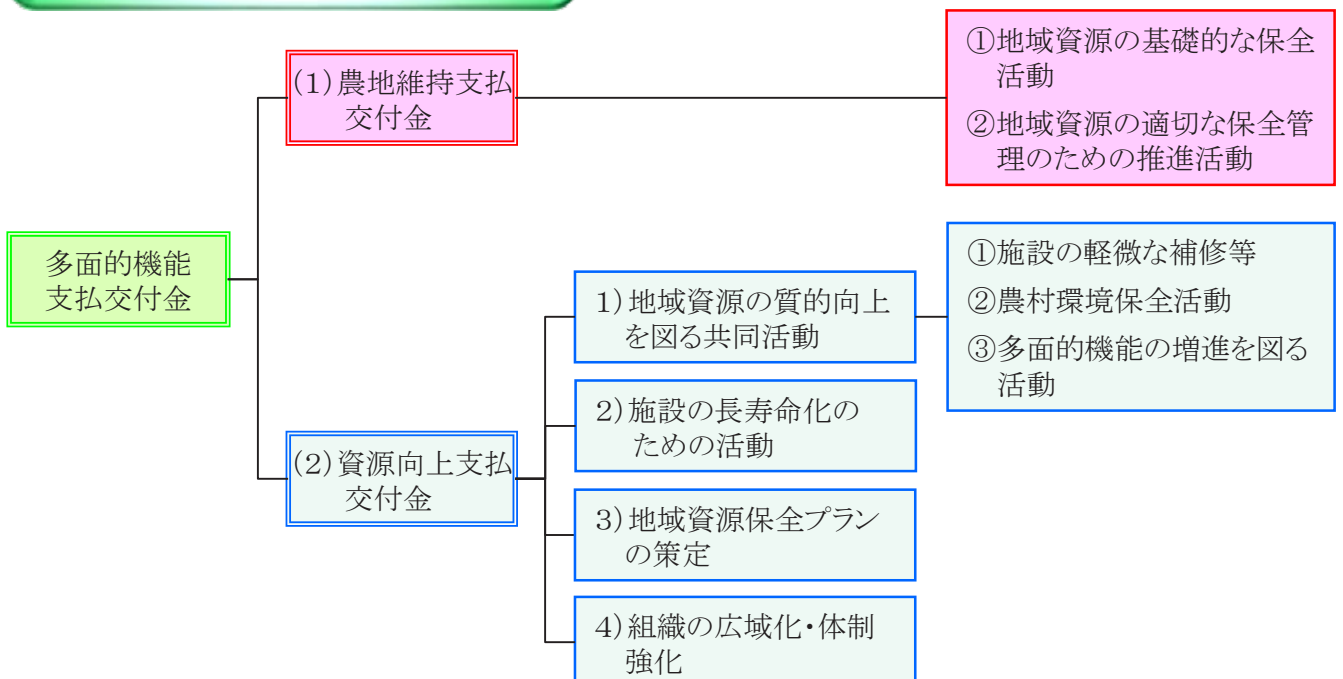 多面的機能
支払交付金
(1)農地維持支払
交付金
①地域資源の基礎的な保全
活動
②地域資源の適切な保全管
理のための推進活動
(2)資源向上支払
交付金
1)地域資源の質的向上
を図る共同活動
①施設の軽微な補修等
②農村環境保全活動
③多面的機能の増進を図る
活動
2)施設の長寿命化の
ための活動
3)地域資源保全プラン
の策定
4)組織の広域化・体制
強化